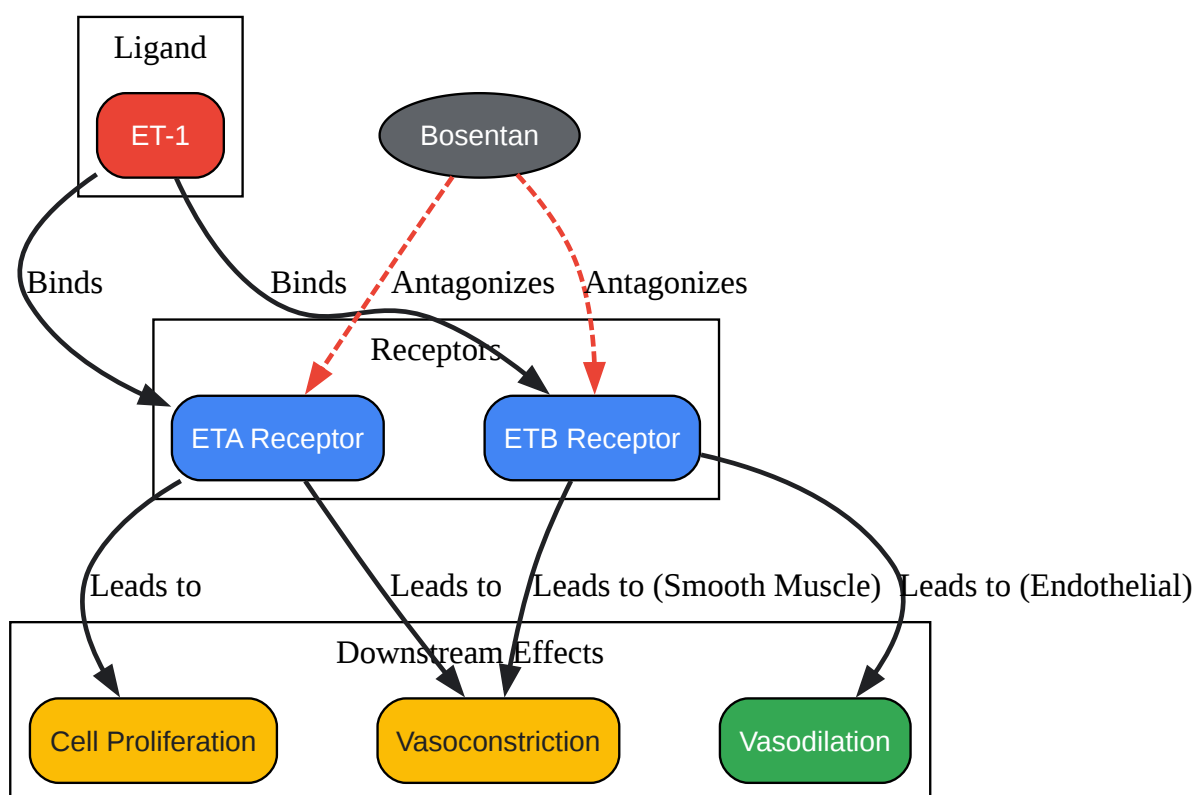 Ligand
ET-1
Bosentan
Binds
Binds
Antagonizes
Antagonizes
Receptors
ETA Receptor
ETB Receptor
Leads to
Leads to
Leads to (Smooth Muscle)
Leads to (Endothelial)
Downstream Effects
Cell Proliferation
Vasoconstriction
Vasodilation